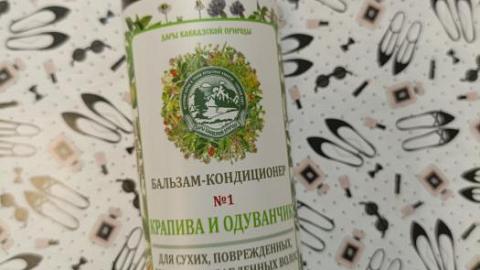 ДАРЫ КАВКАЗСКОЙ ПРИРОДЫ
БАЛЬЗАМ-КОНДИЦИОНЕР
№1
КРАПИВА И ОДУВАНЧИК
ДЛЯ СУХИХ, ПОВРЕЖДЕННЫХ,